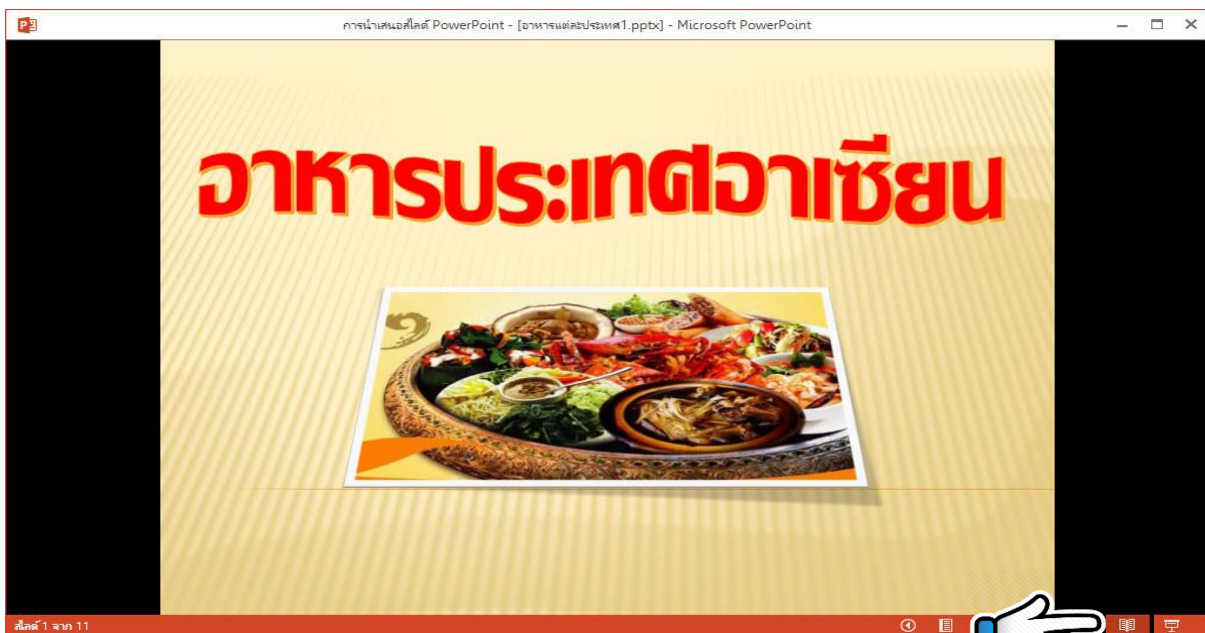 การนำเสนอสไลด์ PowerPoint - [อาหารแต่ละประเทศ1.pptx] - Microsoft PowerPoint
อาหารประเทศอาเซียน
สไลด์ 1 จาก 11